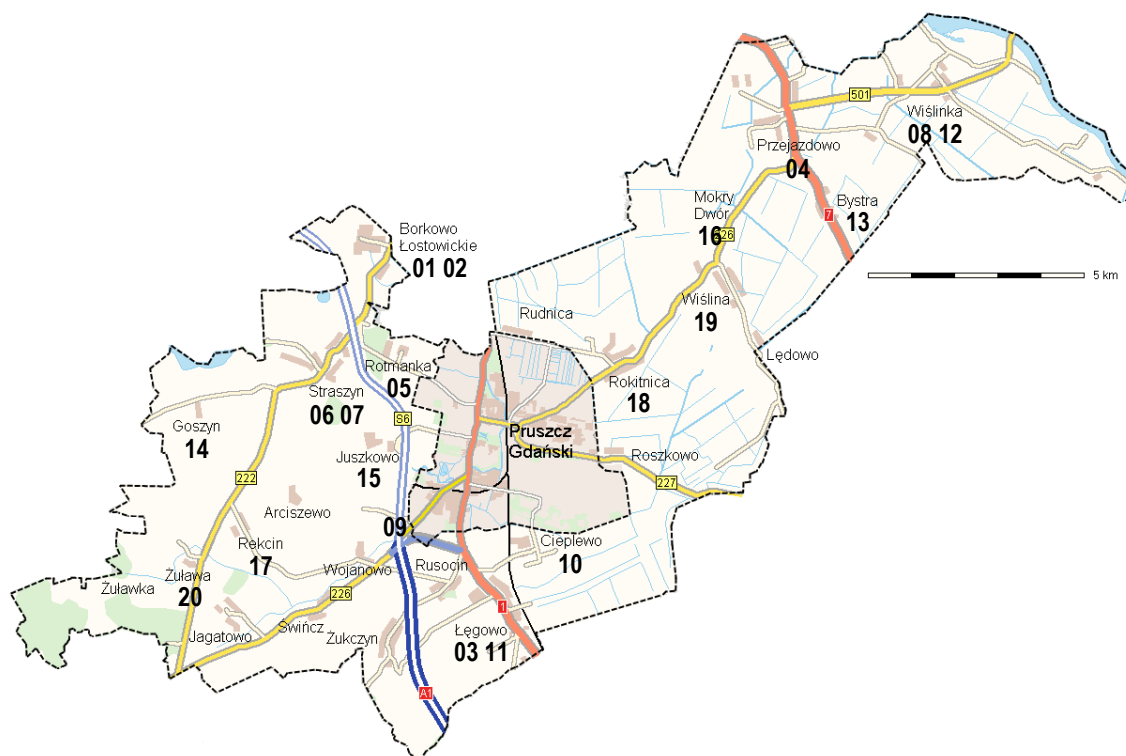 501
Wiślinka
08 12
Przejazdowo
04
Mokry
Dwór
16
26
Bystra
13
7
5 km
Borkowo
Łostowickie
01 02
Wiślina
19
Rudnica
Lędowo
Rotmanka
05
Rokitnica
18
Straszyn
06 07
S6
Goszyn
14
Pruszcz
Gdański
Juszkowo
15
Roszkowo
227
222
Arciszewo
09
Cieplewo
10
Rekcin
17
Wojanowo
Rusocin
Żuława
20
Żuławka
226
1
Jagatowo
Świńcz
Żukczyn
Łęgowo
03 11
A1